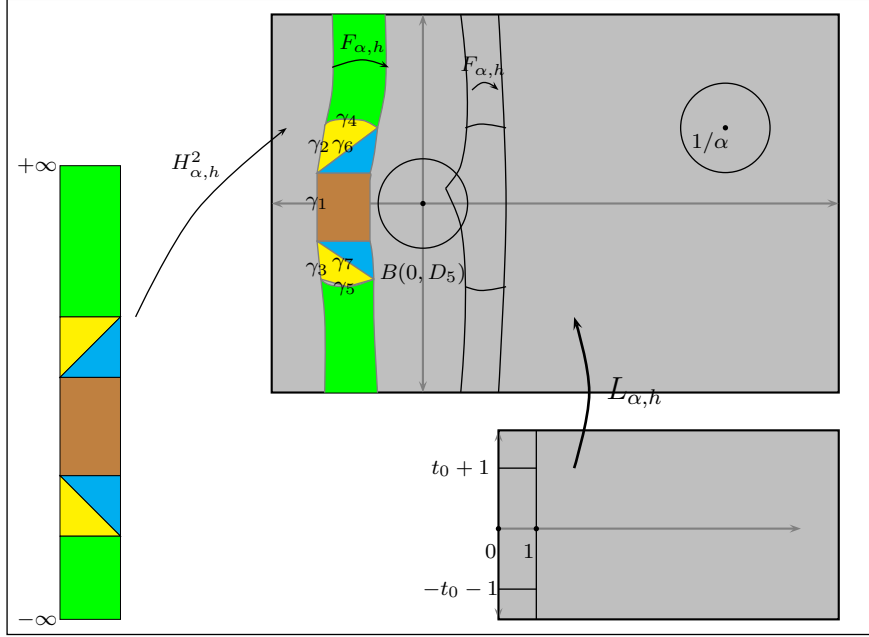 F_{α,h}
F_{α,h}
γ₄
γ₂ γ₆
1/α
H²_{α,h}
+∞
γ₁
γ₃ γ₇
B(0, D₅)
γ₅
L_{α,h}
t₀ + 1
0 1
−t₀ − 1
−∞